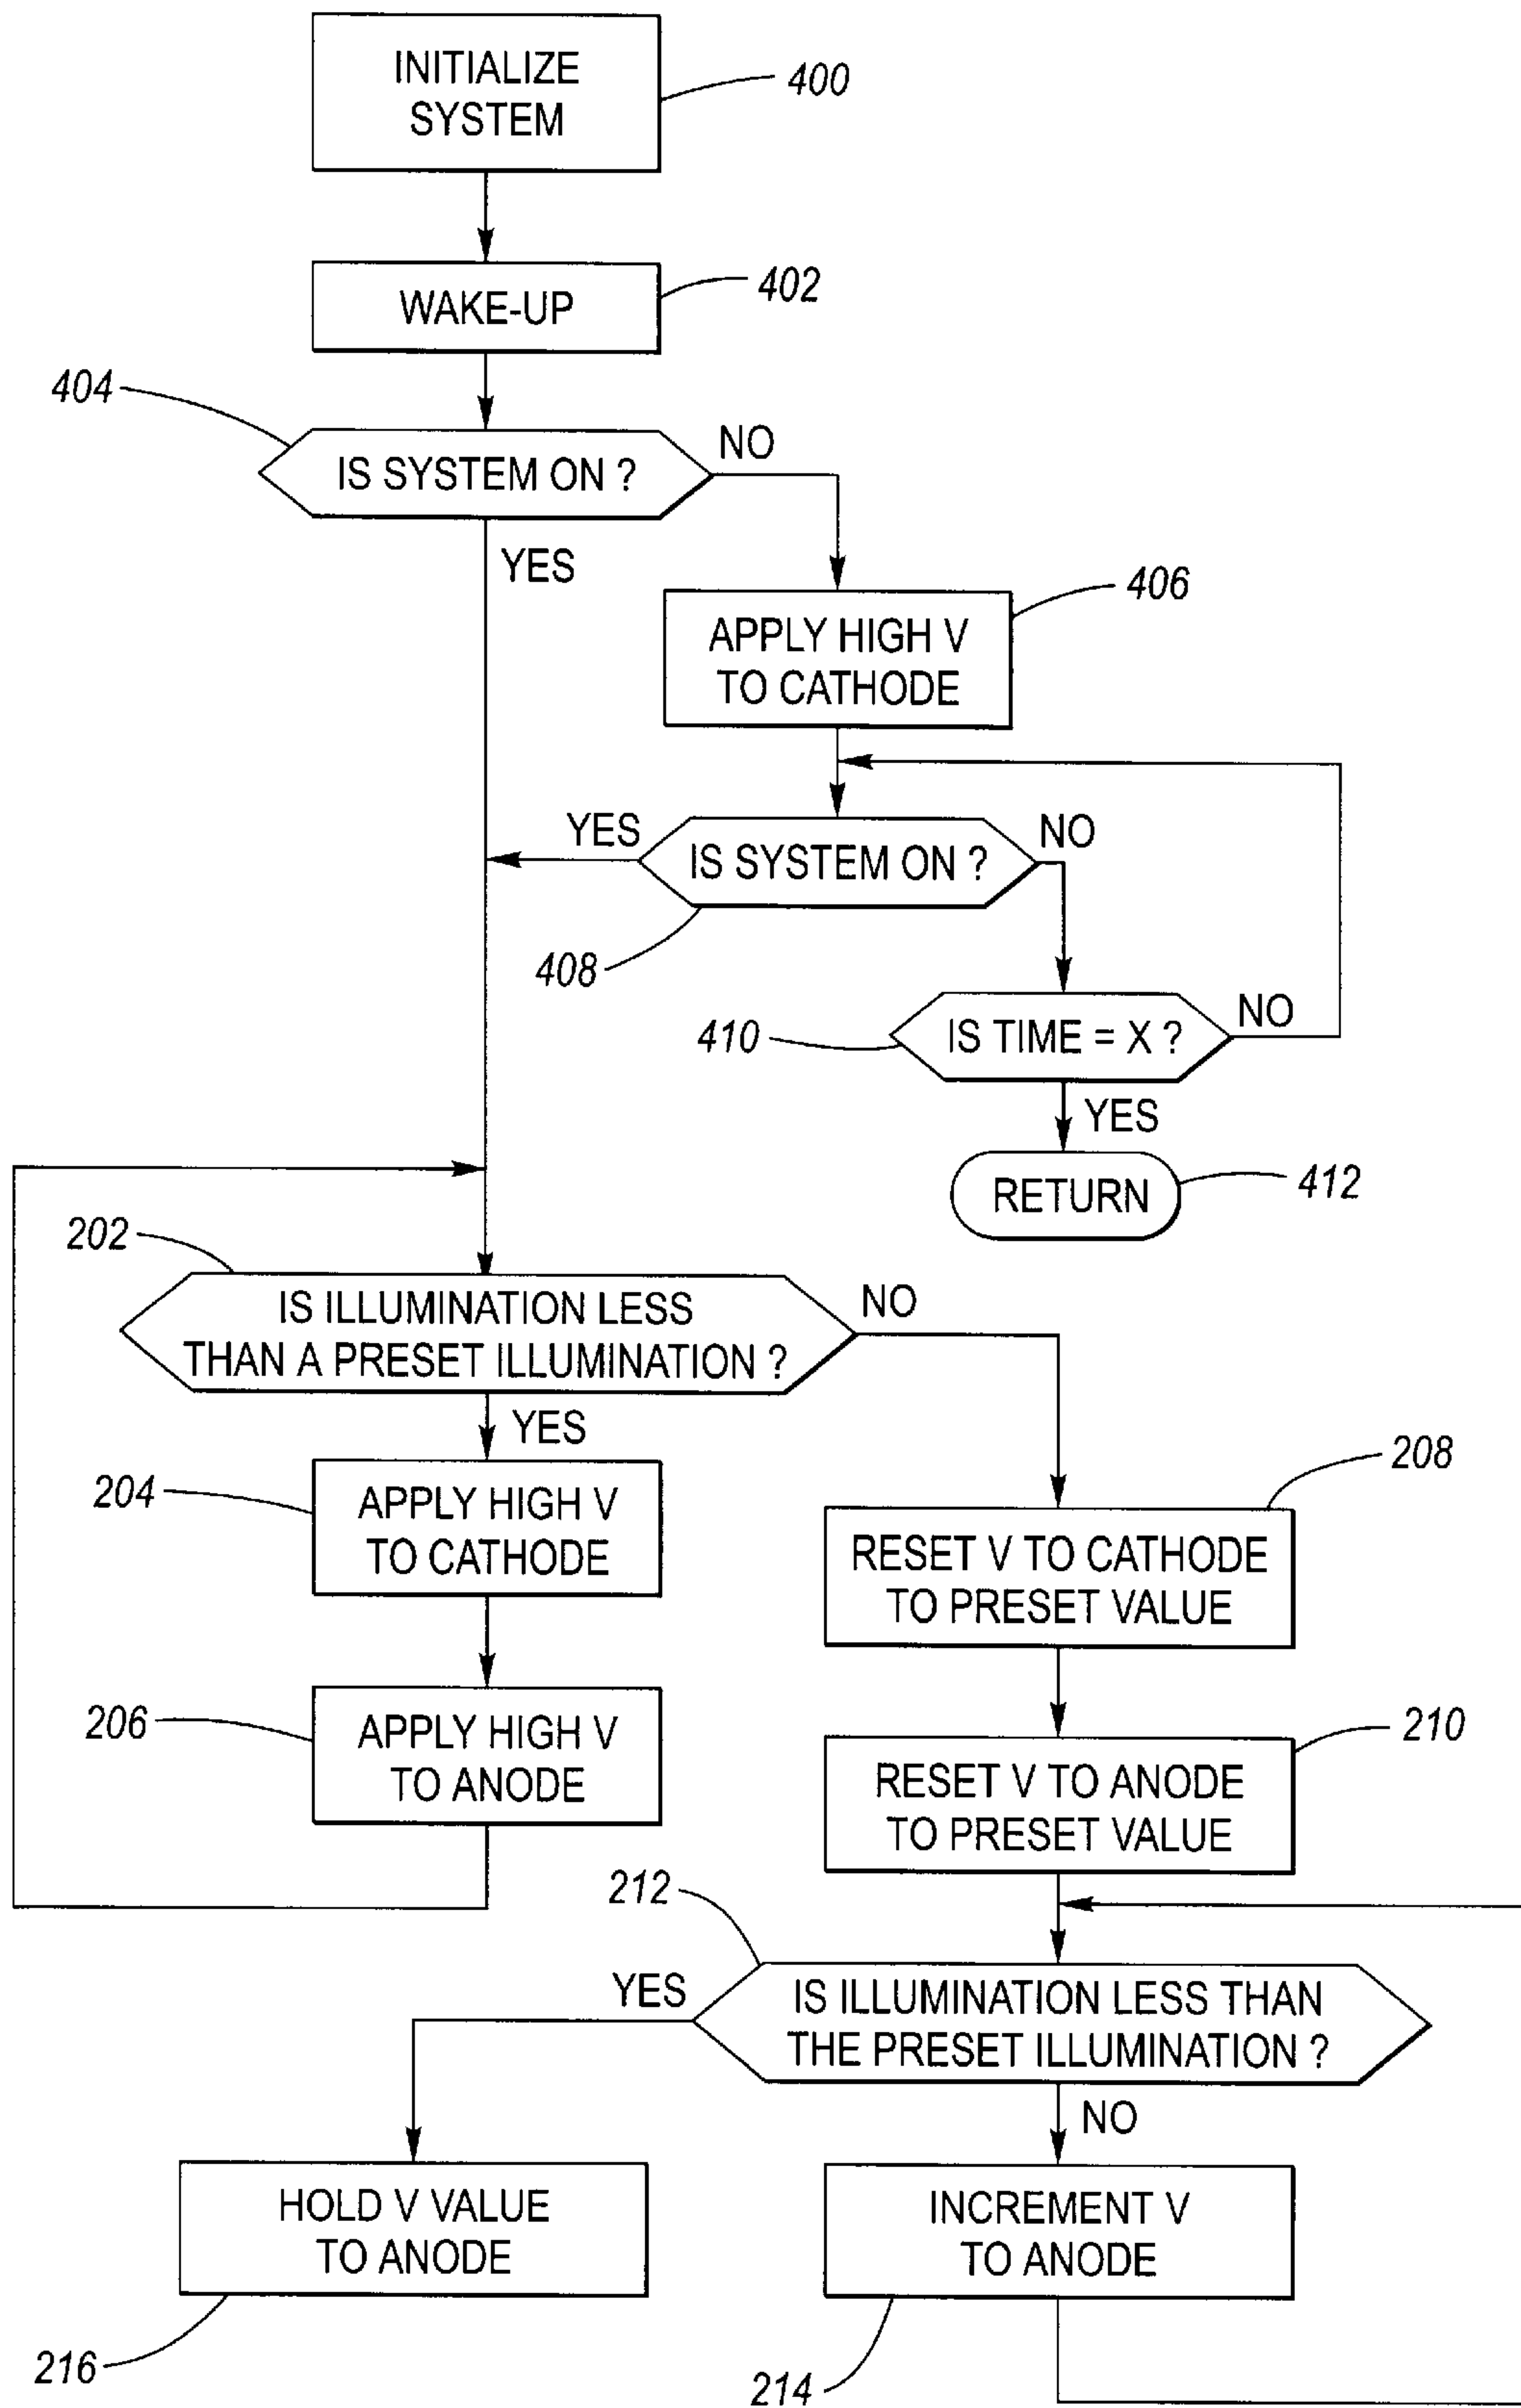 INITIALIZE
SYSTEM
400
WAKE-UP
402
404
IS SYSTEM ON ?
NO
YES
406
APPLY HIGH V
TO CATHODE
YES
IS SYSTEM ON ?
NO
408
410
IS TIME = X ?
NO
YES
RETURN
412
202
IS ILLUMINATION LESS
THAN A PRESET ILLUMINATION ?
NO
YES
204
APPLY HIGH V
TO CATHODE
208
RESET V TO CATHODE
TO PRESET VALUE
206
APPLY HIGH V
TO ANODE
210
RESET V TO ANODE
TO PRESET VALUE
212
YES
IS ILLUMINATION LESS THAN
THE PRESET ILLUMINATION ?
NO
HOLD V VALUE
TO ANODE
INCREMENT V
TO ANODE
216
214